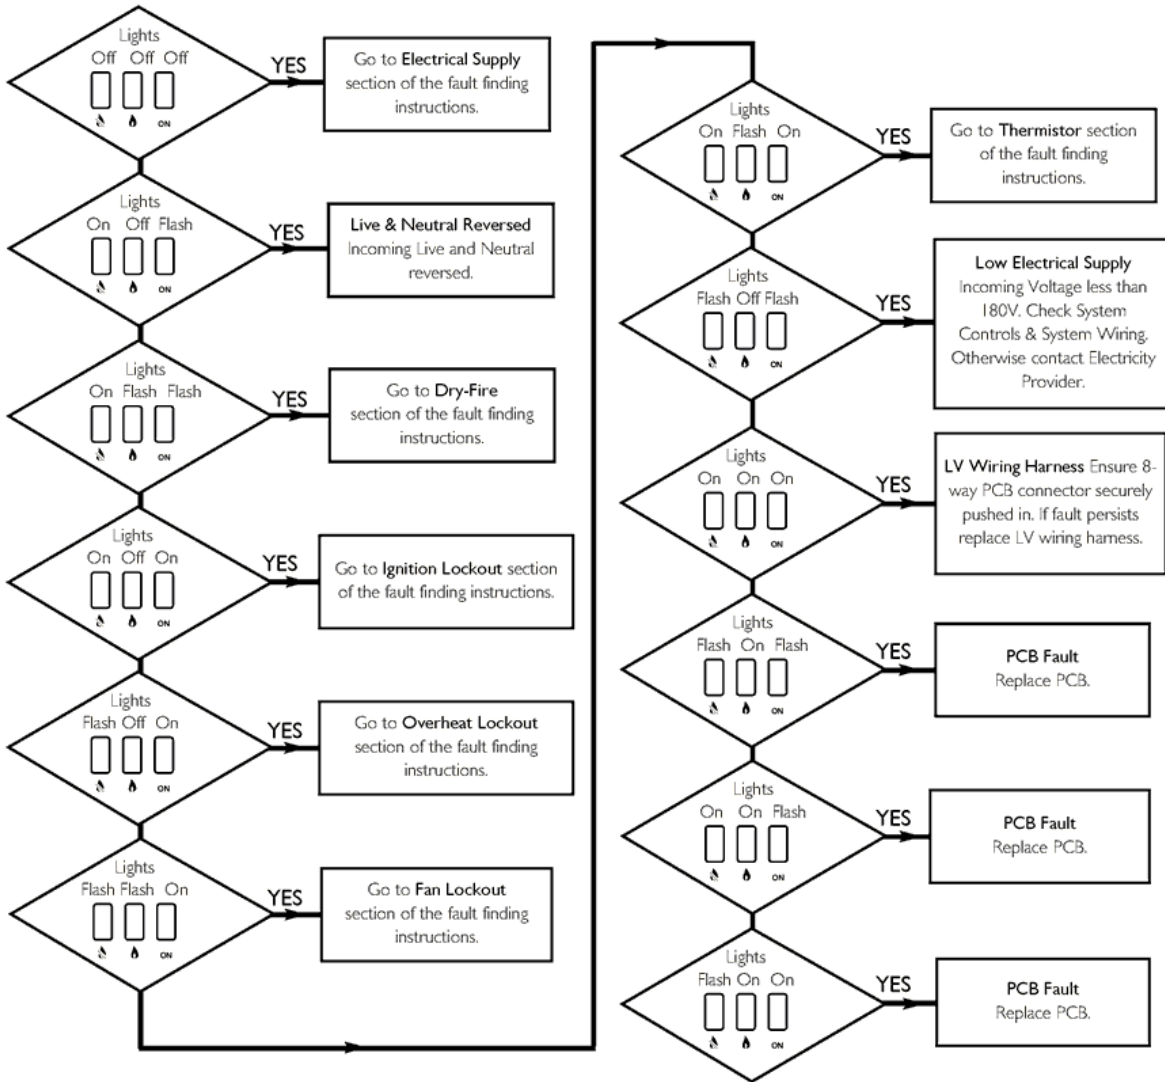 Lights
Off Off Off
ON
YES
Go to Electrical Supply
section of the fault finding
instructions.
Lights
On Off Flash
ON
YES
Live & Neutral Reversed
Incoming Live and Neutral
reversed.
Lights
On Flash Flash
ON
YES
Go to Dry-Fire
section of the fault finding
instructions.
Lights
On Off On
ON
YES
Go to Ignition Lockout section
of the fault finding instructions.
Lights
Flash Off On
ON
YES
Go to Overheat Lockout
section of the fault finding
instructions.
Lights
Flash Flash On
ON
YES
Go to Fan Lockout
section of the fault finding
instructions.
Lights
On Flash On
ON
YES
Go to Thermistor section
of the fault finding
instructions.
Lights
Flash Off Flash
ON
YES
Low Electrical Supply
Incoming Voltage less than
180V. Check System
Controls & System Wiring.
Otherwise contact Electricity
Provider.
Lights
On On On
ON
YES
LV Wiring Harness Ensure 8-
way PCB connector securely
pushed in. If fault persists
replace LV wiring harness.
Lights
Flash On Flash
ON
YES
PCB Fault
Replace PCB.
Lights
On On Flash
ON
YES
PCB Fault
Replace PCB.
Lights
Flash On On
ON
YES
PCB Fault
Replace PCB.